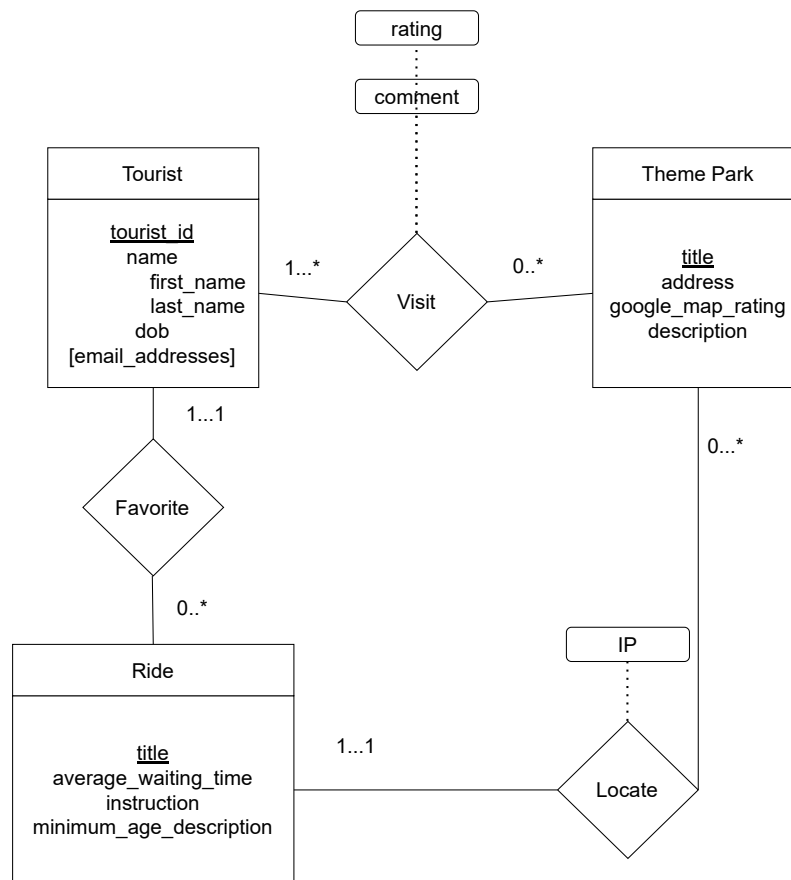 rating
comment
Tourist
Theme Park
tourist_id
name
first_name
last_name
dob
[email_addresses]
1...*
Visit
0..*
title
address
google_map_rating
description
1...1
0...*
Favorite
0..*
IP
Ride
1...1
title
average_waiting_time
instruction
minimum_age_description
Locate